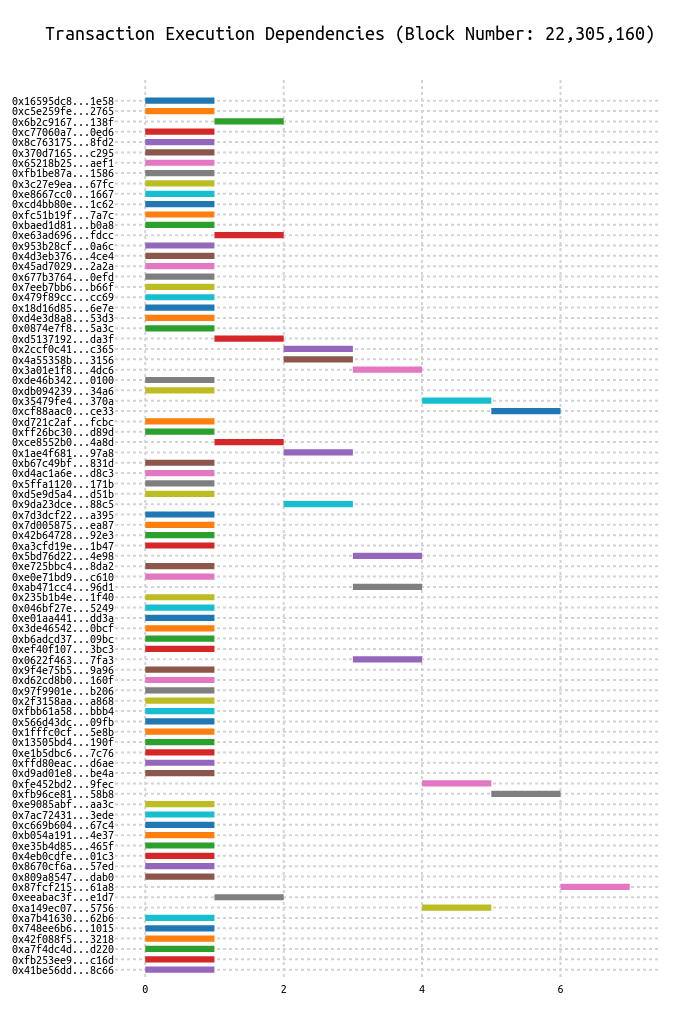 Transaction Execution Dependencies (Block Number: 22,305,160)
0x16595dc8...1e58
0xc5e259fe...2765
0x6b2c9167...138f
0xc77060a7...0ed6
0x8c763175...8fd2
0x370d7165...c295
0x65218b25...aef1
0xfb1be87a...1586
0x3c27e9ea...67fc
0xe8667cc0...1667
0xcd4bb80e...1c62
0xfc51b19f...7a7c
0xbaed1d81...b0a8
0xe63ad696...fdcc
0x953b28cf...0a6c
0x4d3eb376...4ce4
0x45ad7029...2a2a
0x677b3764...0efd
0x7eeb7bb6...b66f
0x479f89cc...cc69
0x18d16d85...6e7e
0xd4e3d8a8...53d3
0x0874e7f8...5a3c
0xd5137192...da3f
0x2ccf0c41...c365
0x4a55358b...3156
0x3a01e1f8...4dc6
0xde46b342...0100
0xdb094239...34a6
0x35479fe4...370a
0xcf88aac0...ce33
0xd721c2af...fcbc
0xff26bc30...d89d
0xce8552b0...4a8d
0x1ae4f681...97a8
0xb67c49bf...831d
0xd4ac1a6e...d8c3
0x5ffa1120...171b
0xd5e9d5a4...d51b
0x9da23dce...88c5
0x7d3dcf22...a395
0x7d005875...ea87
0x42b64728...92e3
0xa3cfd19e...1b47
0x5bd76d22...4e98
0xe725bbc4...8da2
0xe0e71bd9...c610
0xab471cc4...96d1
0x235b1b4e...1f40
0x046bf27e...5249
0xe01aa441...dd3a
0x3de46542...0bcf
0xb6adcd37...09bc
0xef40f107...3bc3
0x0622f463...7fa3
0x9f4e75b5...9a96
0xd62cd8b0...160f
0x97f9901e...b206
0x2f3158aa...a868
0xfbb61a58...bbb4
0x566d43dc...09fb
0x1fffc0cf...5e8b
0x13505bd4...190f
0xe1b5dbc6...7c76
0xffd80eac...d6ae
0xd9ad01e8...be4a
0xfe452bd2...9fec
0xfb96ce81...58b8
0xe9085abf...aa3c
0x7ac72431...3ede
0xc669b604...67c4
0xb054a191...4e37
0xe35b4d85...465f
0x4eb0cdfe...01c3
0x8670cf6a...57ed
0x809a8547...dab0
0x87fcf215...61a8
0xeeabac3f...e1d7
0xa149ec07...5756
0xa7b41630...62b6
0x748ee6b6...1015
0x42f088f5...3218
0xa7f4dc4d...d220
0xfb253ee9...c16d
0x41be56dd...8c66
0 2 4 6